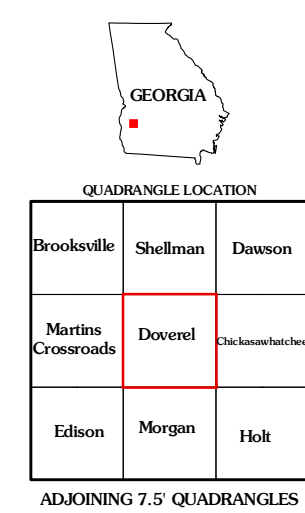 GEORGIA
QUADRANGLE LOCATION
Brooksville Shellman Dawson
Martins
Crossroads Doverel Chickasawhatchee
Edison Morgan Holt
ADJOINING 7.5' QUADRANGLES